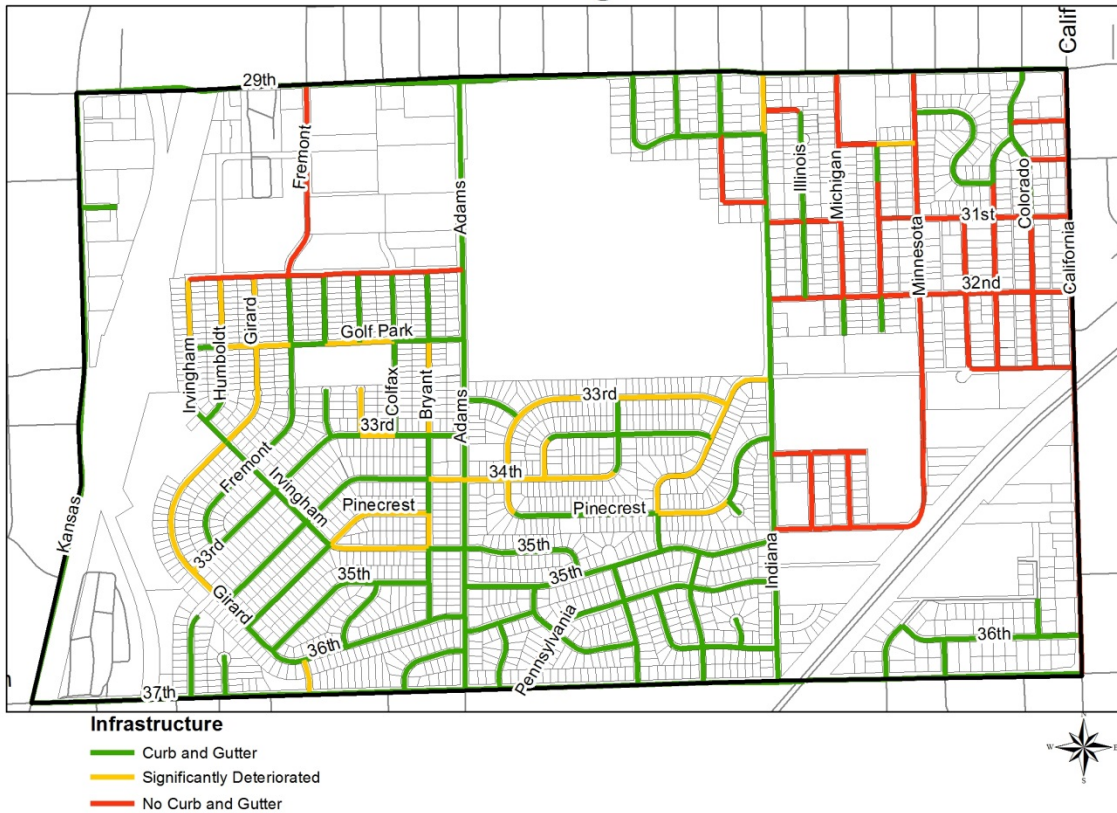 Calif
29th
Fremont
Adams
Illinois
Michigan
Minnesota
31st
Colorado
California
32nd
Irvingham
Humboldt
Girard
Golf Park
Colfax
Bryant
Adams
33rd
33rd
34th
Fremont
Irvingham
Pinecrest
Pinecrest
Kansas
33rd
35th
35th
35th
Indiana
Girard
36th
Pennsylvania
36th
37th
Infrastructure
Curb and Gutter
Significantly Deteriorated
No Curb and Gutter
N
W
E
S